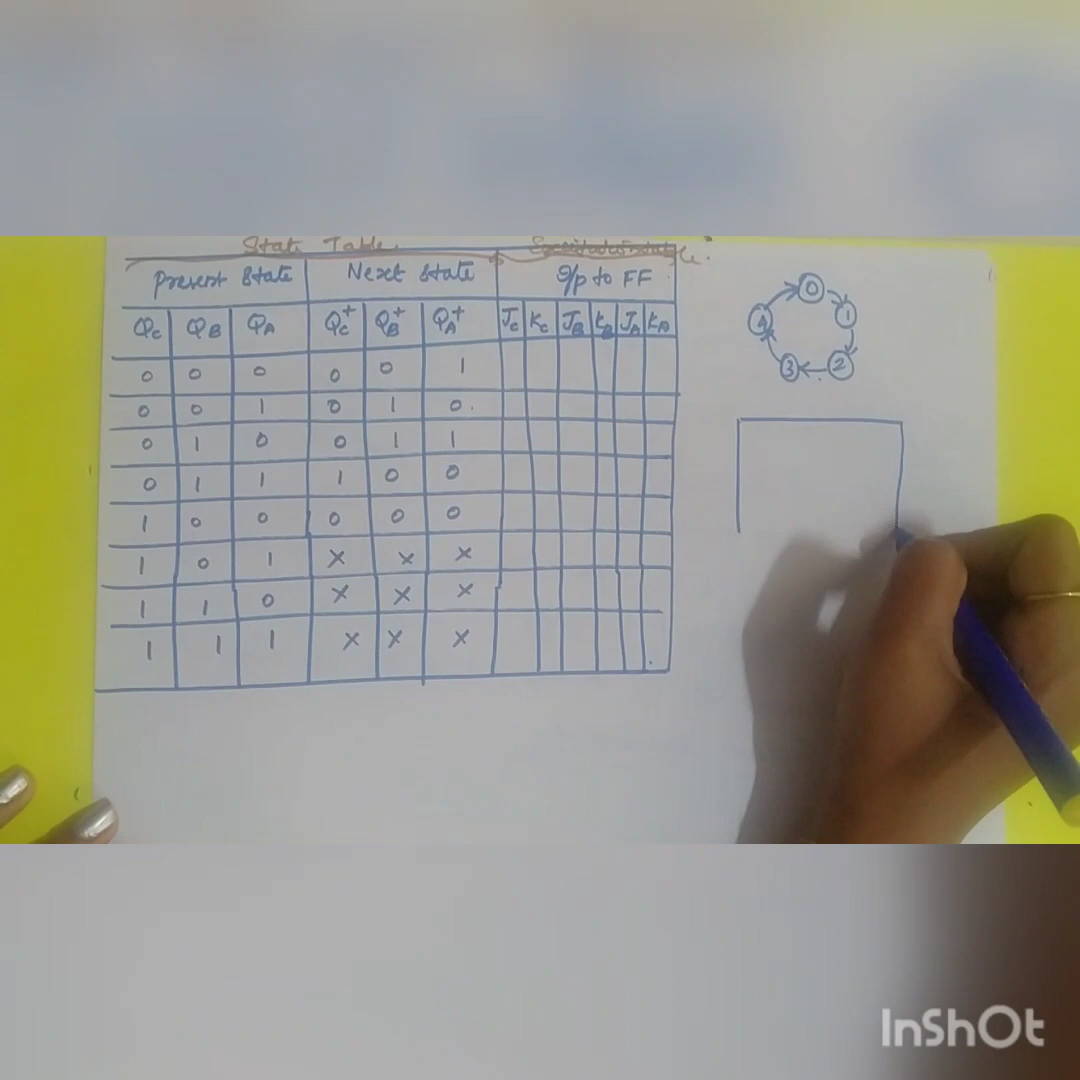 State Table
Present State Next State I/p to FF
QC QB QA QC+ QB+ QA+ JC KC JB KB JA KA
0 0 0 0 0 1
0 0 1 0 1 0
0 1 0 0 1 1
0 1 1 1 0 0
1 0 0 0 0 0
1 0 1 X X X
1 1 0 X X X
1 1 1 X X X
0
1
2
3
4
InShOt